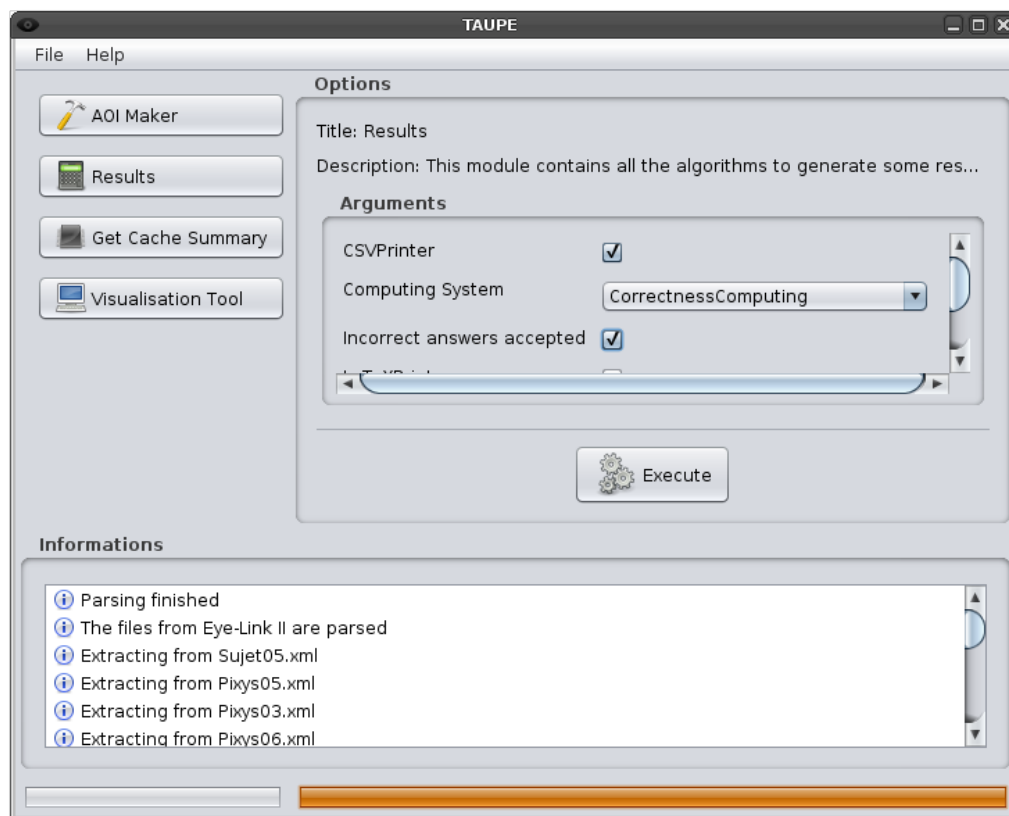 TAUPE
File Help
Options
AOI Maker
Title: Results
Results
Description: This module contains all the algorithms to generate some res...
Arguments
Get Cache Summary
CSVPrinter
Visualisation Tool
Computing System
CorrectnessComputing
Incorrect answers accepted
Execute
Informations
Parsing finished
The files from Eye-Link II are parsed
Extracting from Sujet05.xml
Extracting from Pixys05.xml
Extracting from Pixys03.xml
Extracting from Pixys06.xml